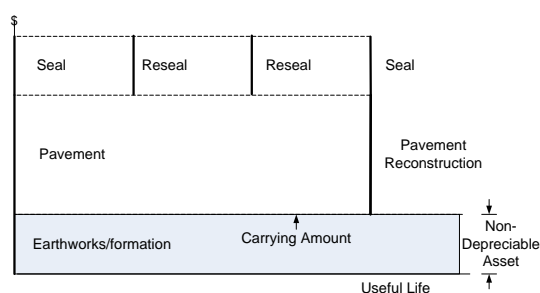 $
Seal
Reseal
Reseal
Seal
Pavement
Pavement
Reconstruction
Earthworks/formation
Carrying Amount
Non-
Depreciable
Asset
Useful Life